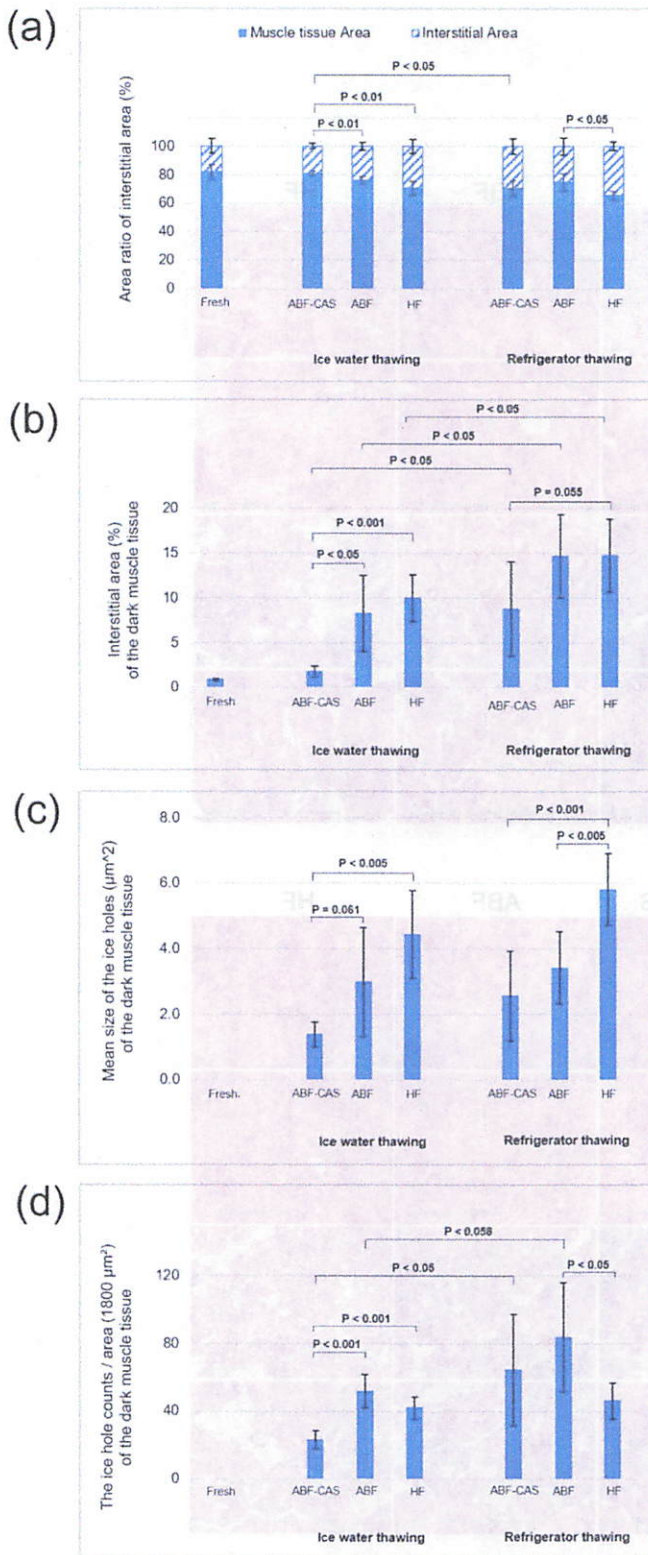 (a)
Muscle tissue Area Interstitial Area
P < 0.05
P < 0.01
P < 0.01
P < 0.05
Area ratio of interstitial area (%)
100
80
60
40
20
0
Fresh ABF-CAS ABF HF ABF-CAS ABF HF
Ice water thawing Refrigerator thawing
(b)
P < 0.05
P < 0.05
P < 0.05
P = 0.055
P < 0.001
P < 0.05
Interstitial area (%)
of the dark muscle tissue
20
15
10
5
0
Fresh ABF-CAS ABF HF ABF-CAS ABF HF
Ice water thawing Refrigerator thawing
(c)
P < 0.001
P < 0.005
P < 0.005
P = 0.061
Mean size of the ice holes (µm^2)
of the dark muscle tissue
8.0
6.0
4.0
2.0
0.0
Fresh. ABF-CAS ABF HF ABF-CAS ABF HF
Ice water thawing Refrigerator thawing
(d)
P < 0.058
P < 0.05
P < 0.05
P < 0.001
P < 0.001
The ice hole counts / area (1800 µm²)
of the dark muscle tissue
120
80
40
0
Fresh ABF-CAS ABF HF ABF-CAS ABF HF
Ice water thawing Refrigerator thawing